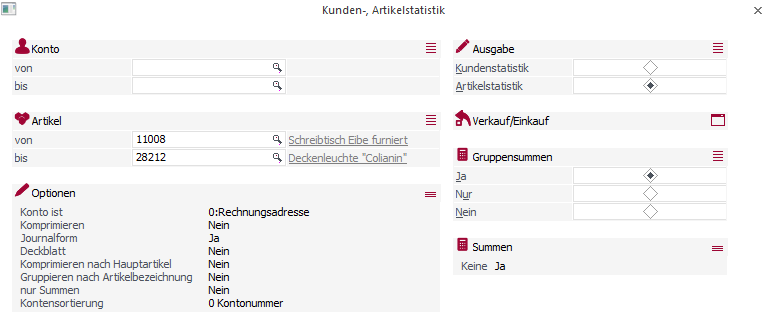 Kunden-, Artikelstatistik
Konto
von
bis
Artikel
von 11008 Schreibtisch Eibe furniert
bis 28212 Deckenleuchte "Colianin"
Optionen
Konto ist 0:Rechnungsadresse
Komprimieren Nein
Journalform Ja
Deckblatt Nein
Komprimieren nach Hauptartikel Nein
Gruppieren nach Artikelbezeichnung Nein
nur Summen Nein
Kontensortierung 0 Kontonummer
Ausgabe
Kundenstatistik
Artikelstatistik
Verkauf/Einkauf
Gruppensummen
Ja
Nur
Nein
Summen
Keine Ja